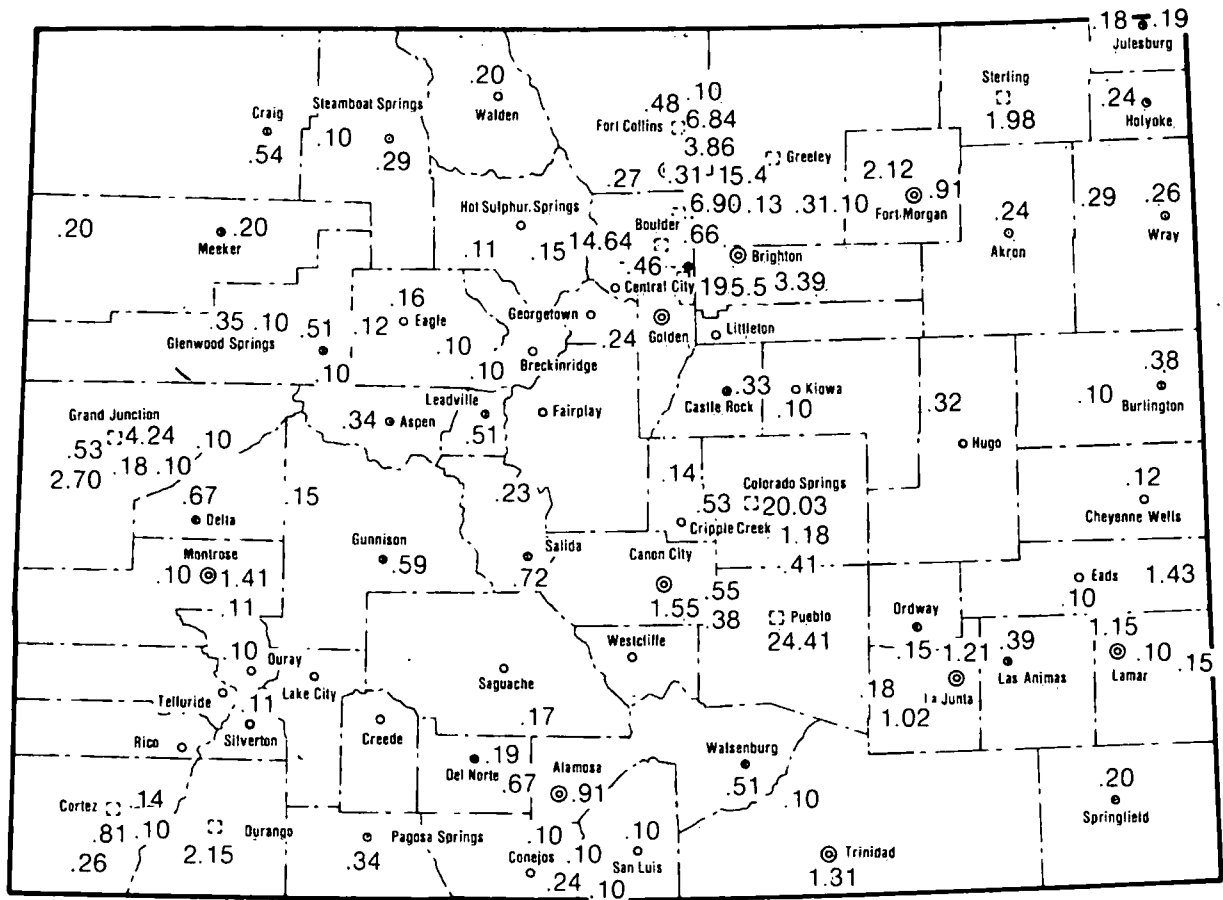 .18 .19
Julesburg
Sterling
1.98
.24
Holyoke
.20
Walden
.10
.48
6.84
Fort Collins
3.86
Steamboat Springs
.10
.29
Craig
.54
Greeley
.27 .31 15.4
2.12
.91
Fort Morgan
.24
Akron
.29
.26
Wray
6.90 .13 .31 .10
Hot Sulphur Springs
.11 .15
14.64
Boulder
.66
.46
Brighton
.20
.20
Meeker
Central City
195.5 3.39
.16
.12 Eagle
.10
.10
Georgetown
.24
Golden
Littleton
Breckinridge
.35 .10
.51
Glenwood Springs
.10
.38
.10
Burlington
Castle Rock
.33
Kiowa
.10
.32
Hugo
Leadville
.51
.34 Aspen
Fairplay
Grand Junction
4.24
.53
.10
.18 .10
2.70
.67
Delta
.15
.23
.14
Colorado Springs
.53 20.03
Cripple Creek
1.18
.41
.12
Cheyenne Wells
Montrose
.10 1.41
.11
Gunnison
.59
Salida
.72
Canon City
.55
1.55
.38
Pueblo
24.41
Eads 1.43
.10
Ordway
.15
1.21
.39
Las Animas
1.15
.10 .15
Lamar
La Junta
.18
1.02
Westcliffe
.10 Ouray
Lake City
Telluride
.11
Silverton
Saguache
.17
Rico
Creede
.19
Del Norte
.67
Alamosa
.91
Walsenburg
.51
.10
.20
Springfield
Cortez .14
.81 .10
.26
Durango
2.15
Pagosa Springs
.34
.10
.10
Conejos
.24
.10
.10
San Luis
Trinidad
1.31